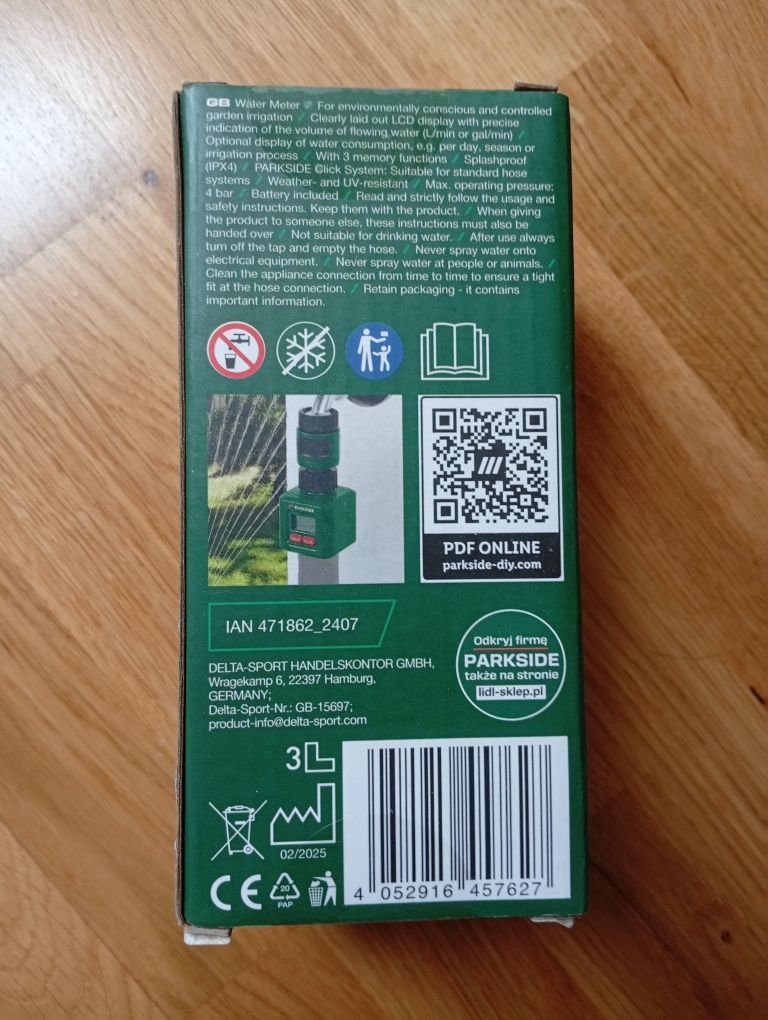 GB Water Meter / For environmentally conscious and controlled
garden irrigation / Clearly laid out LCD display with precise
indication of the volume of flowing water (L/min or gal/min) /
Optional display of water consumption, e.g. per day, season or
irrigation process / With 3 memory functions / Splashproof
(IPX4) / PARKSIDE Click System: Suitable for standard hose
systems / Weather- and UV-resistant / Max. operating pressure:
4 bar / Battery included / Read and strictly follow the usage and
safety instructions. Keep them with the product. / When giving
the product to someone else, these instructions must also be
handed over / Not suitable for drinking water. / After use always
turn off the tap and empty the hose. / Never spray water onto
electrical equipment. / Never spray water at people or animals. /
Clean the appliance connection from time to time to ensure a tight
fit at the hose connection. / Retain packaging - it contains
important information.
PARKSIDE
PDF ONLINE
parkside-diy.com
IAN 471862_2407
DELTA-SPORT HANDELSKONTOR GMBH,
Wragekamp 6, 22397 Hamburg,
GERMANY;
Delta-Sport-Nr.: GB-15697;
product-info@delta-sport.com
Odkryj firmę
PARKSIDE
także na stronie
lidl-sklep.pl
3L
02/2025
CE
20
PAP
4 052916 457627